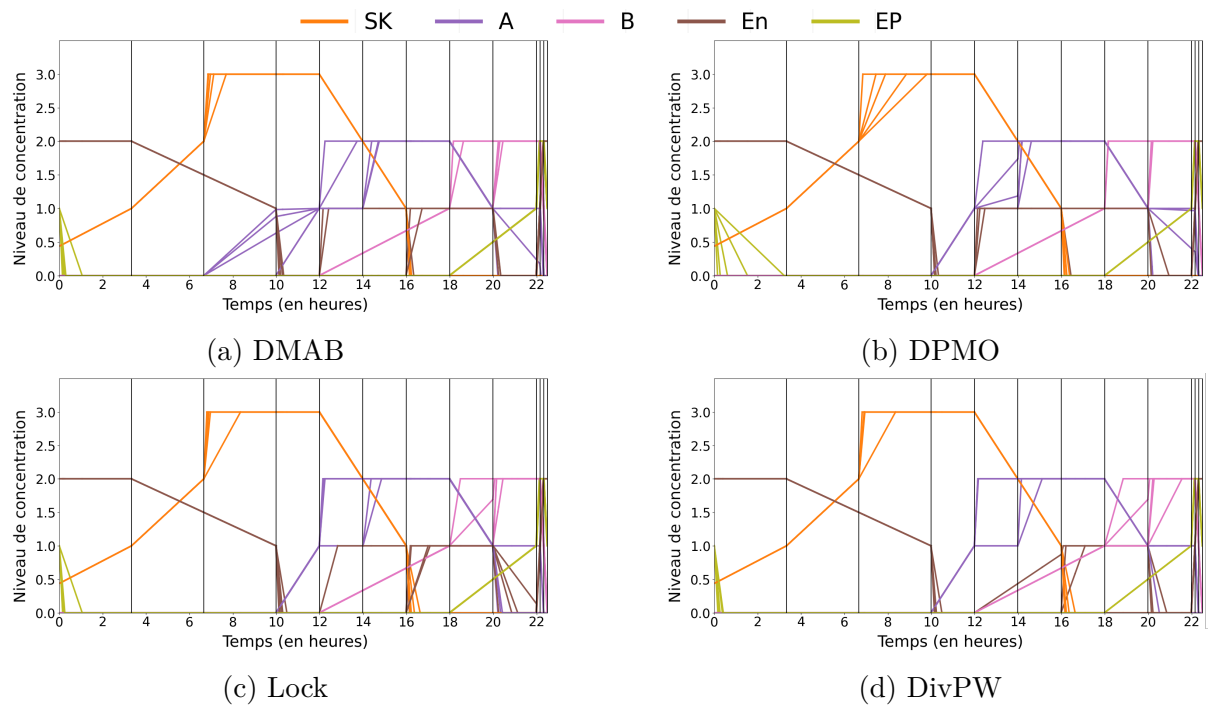 SK A B En EP
Niveau de concentration
3.0
2.5
2.0
1.5
1.0
0.5
0.0
0 2 4 6 8 10 12 14 16 18 20 22
Temps (en heures)
(a) DMAB
Niveau de concentration
3.0
2.5
2.0
1.5
1.0
0.5
0.0
0 2 4 6 8 10 12 14 16 18 20 22
Temps (en heures)
(b) DPMO
Niveau de concentration
3.0
2.5
2.0
1.5
1.0
0.5
0.0
0 2 4 6 8 10 12 14 16 18 20 22
Temps (en heures)
(c) Lock
Niveau de concentration
3.0
2.5
2.0
1.5
1.0
0.5
0.0
0 2 4 6 8 10 12 14 16 18 20 22
Temps (en heures)
(d) DivPW